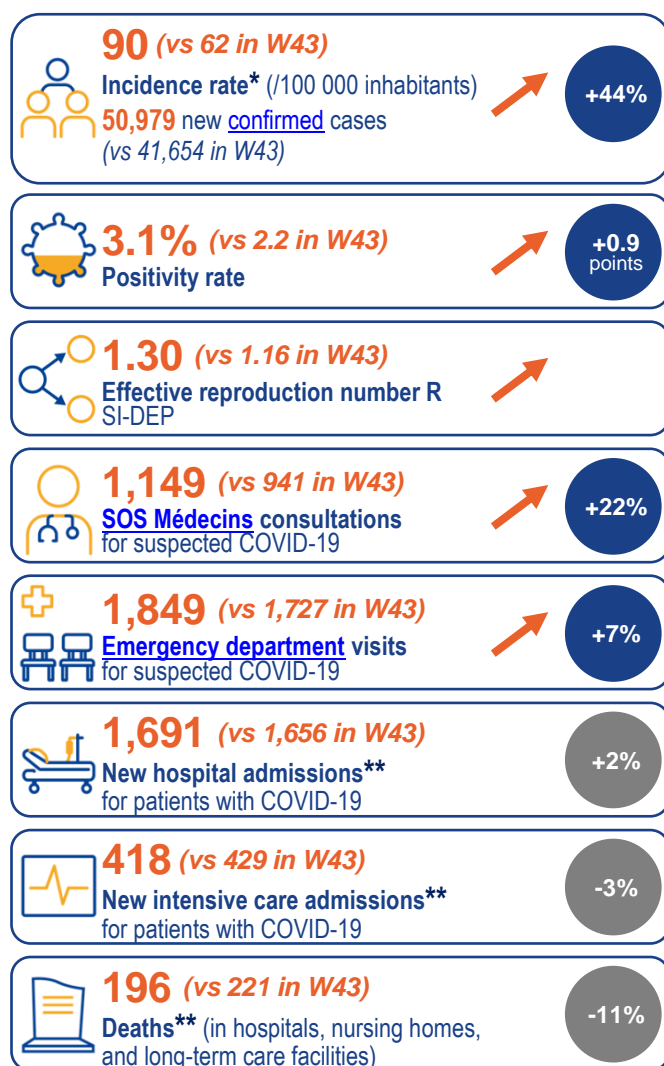 90 (vs 62 in W43)
Incidence rate* (/100 000 inhabitants)
50,979 new confirmed cases
(vs 41,654 in W43)
+44%
3.1% (vs 2.2 in W43)
Positivity rate
+0.9
points
1.30 (vs 1.16 in W43)
Effective reproduction number R
SI-DEP
1,149 (vs 941 in W43)
SOS Médecins consultations
for suspected COVID-19
+22%
1,849 (vs 1,727 in W43)
Emergency department visits
for suspected COVID-19
+7%
1,691 (vs 1,656 in W43)
New hospital admissions**
for patients with COVID-19
+2%
418 (vs 429 in W43)
New intensive care admissions**
for patients with COVID-19
-3%
196 (vs 221 in W43)
Deaths** (in hospitals, nursing homes,
and long-term care facilities)
-11%